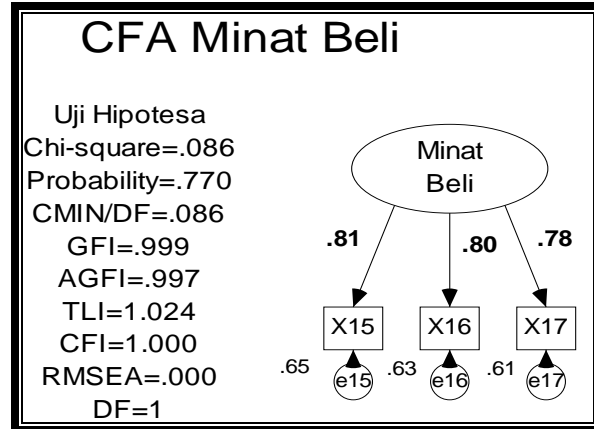 CFA Minat Beli
Uji Hipotesa
Chi-square=.086
Probability=.770
CMIN/DF=.086
GFI=.999
AGFI=.997
TLI=1.024
CFI=1.000
RMSEA=.000
DF=1
Minat
Beli
.81 .80 .78
X15 X16 X17
.65 .63 .61
e15 e16 e17